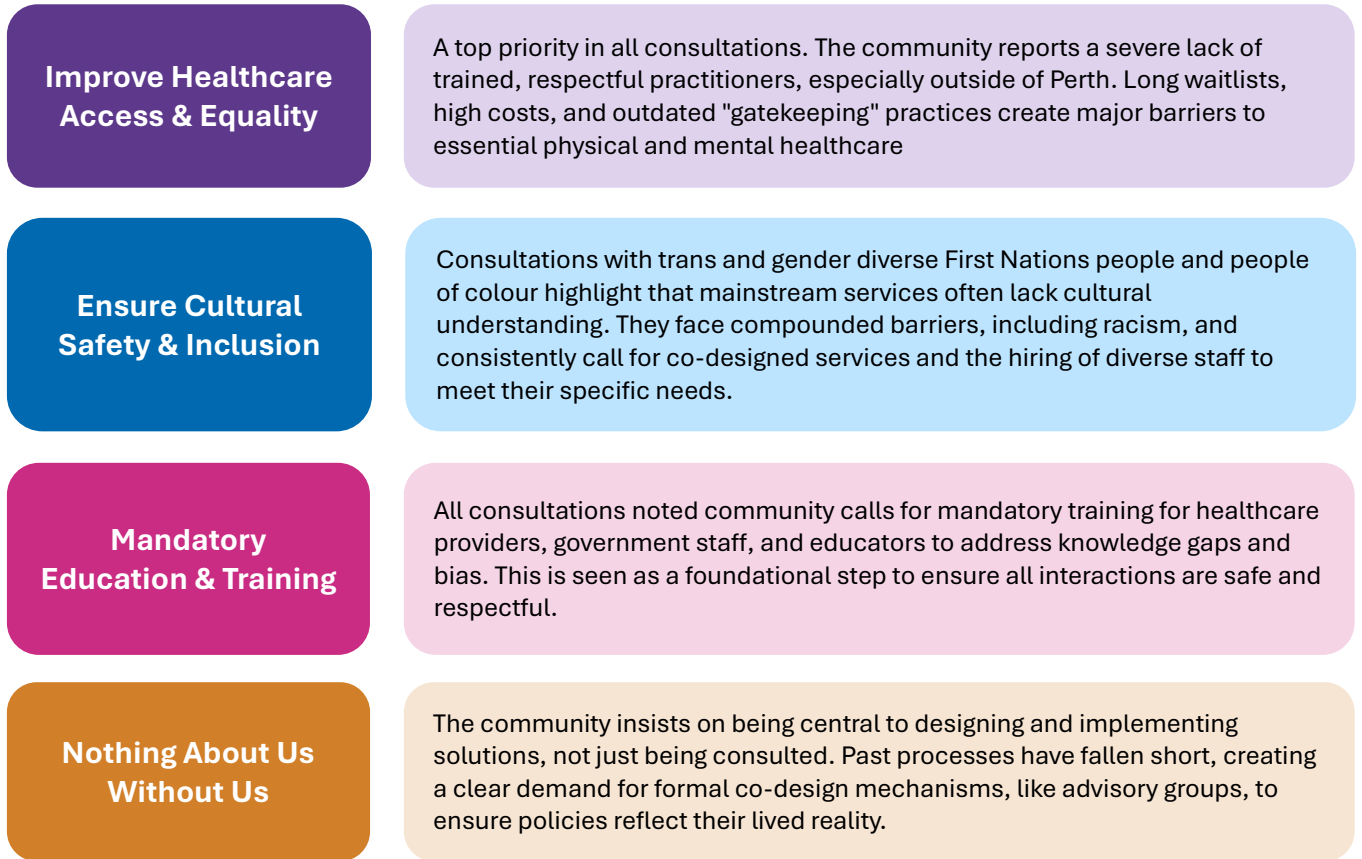 Improve Healthcare
Access & Equality
A top priority in all consultations. The community reports a severe lack of
trained, respectful practitioners, especially outside of Perth. Long waitlists,
high costs, and outdated "gatekeeping" practices create major barriers to
essential physical and mental healthcare
Ensure Cultural
Safety & Inclusion
Consultations with trans and gender diverse First Nations people and people
of colour highlight that mainstream services often lack cultural
understanding. They face compounded barriers, including racism, and
consistently call for co-designed services and the hiring of diverse staff to
meet their specific needs.
Mandatory
Education & Training
All consultations noted community calls for mandatory training for healthcare
providers, government staff, and educators to address knowledge gaps and
bias. This is seen as a foundational step to ensure all interactions are safe and
respectful.
Nothing About Us
Without Us
The community insists on being central to designing and implementing
solutions, not just being consulted. Past processes have fallen short, creating
a clear demand for formal co-design mechanisms, like advisory groups, to
ensure policies reflect their lived reality.